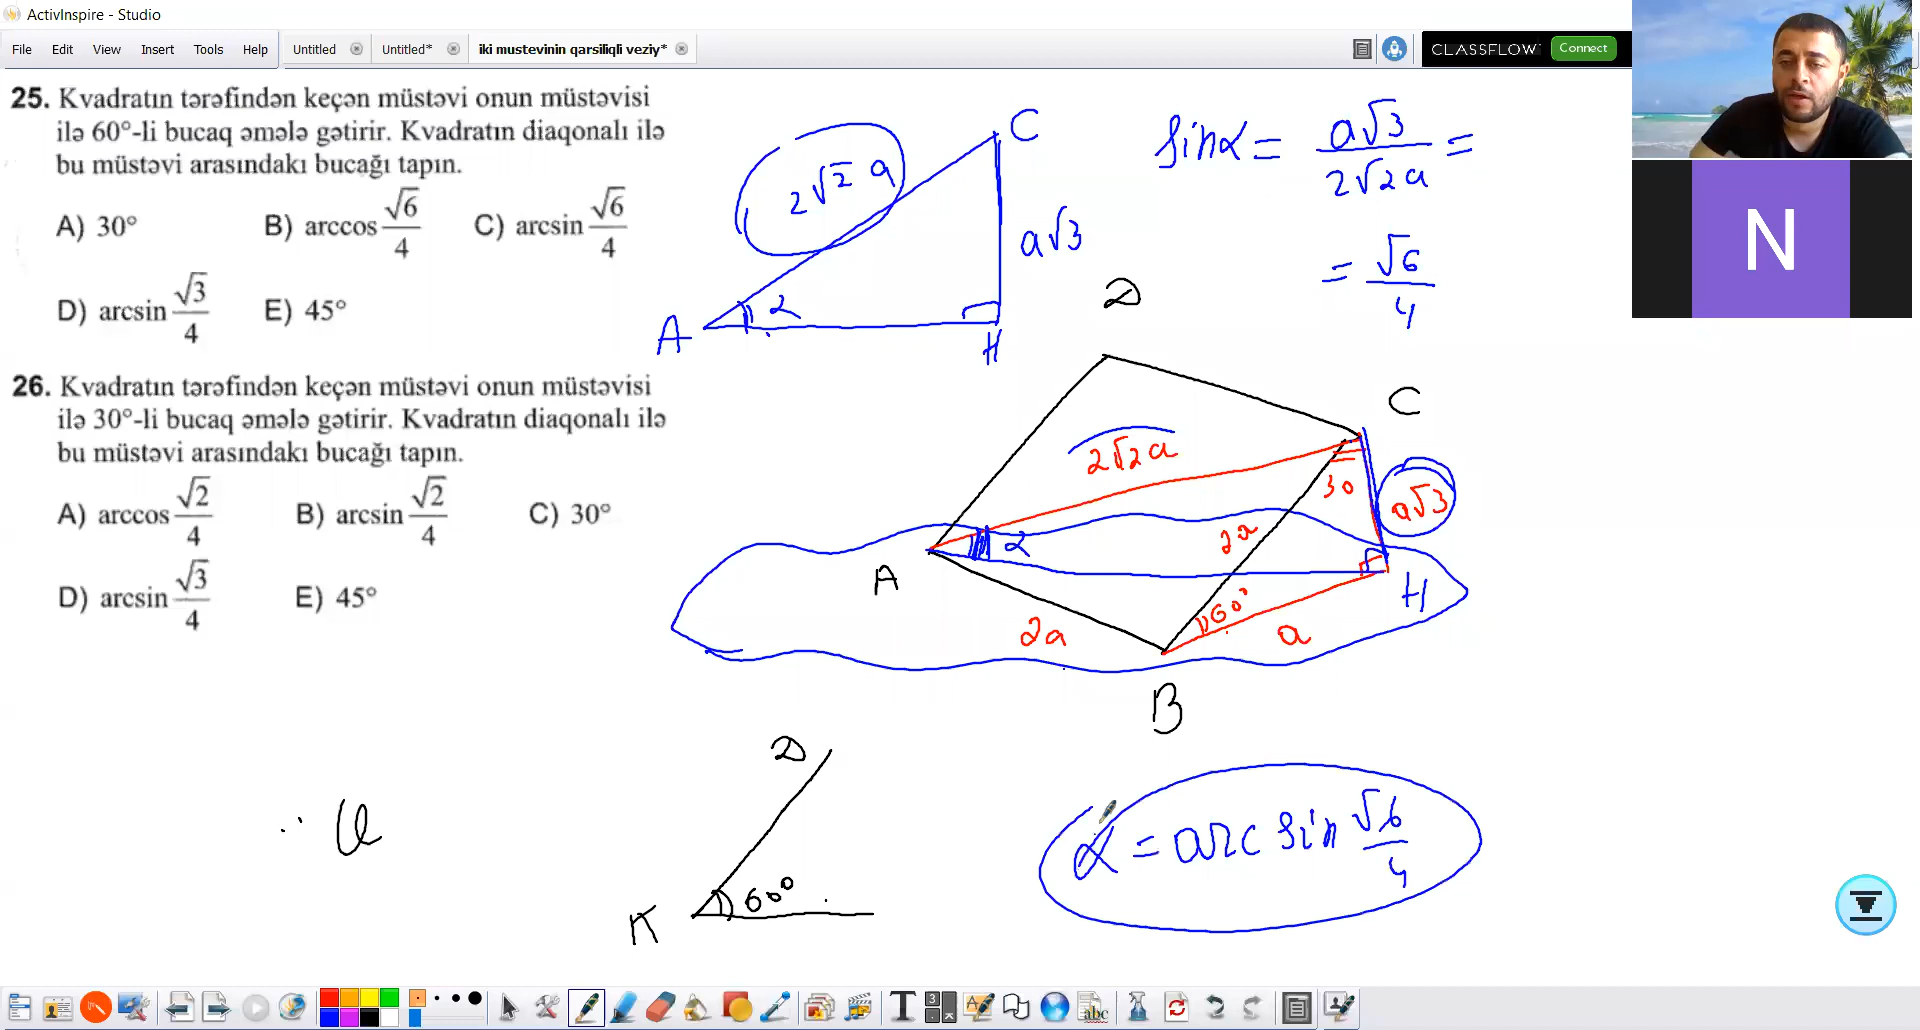 ActivInspire - Studio
File Edit View Insert Tools Help
Untitled Untitled* iki mustevinin qarsiliqli veziy*
CLASSFLOW Connect
25. Kvadratın tərəfindən keçən müstəvi onun müstəvisi
ilə 60°-li bucaq əmələ gətirir. Kvadratın diaqonalı ilə
bu müstəvi arasındakı bucağı tapın.
A) 30° B) arccos √6/4 C) arcsin √6/4
D) arcsin √3/4 E) 45°
26. Kvadratın tərəfindən keçən müstəvi onun müstəvisi
ilə 30°-li bucaq əmələ gətirir. Kvadratın diaqonalı ilə
bu müstəvi arasındakı bucağı tapın.
A) arccos √2/4 B) arcsin √2/4 C) 30°
D) arcsin √3/4 E) 45°
C
2√2 a
a√3
A α H
sinα = a√3/2√2a =
= √6/4
N
D
C
2√2a
30
a√3
α
2a
A
H
60°
2a
a
B
D
60°
K
α = arc sin √6/4
T
abc